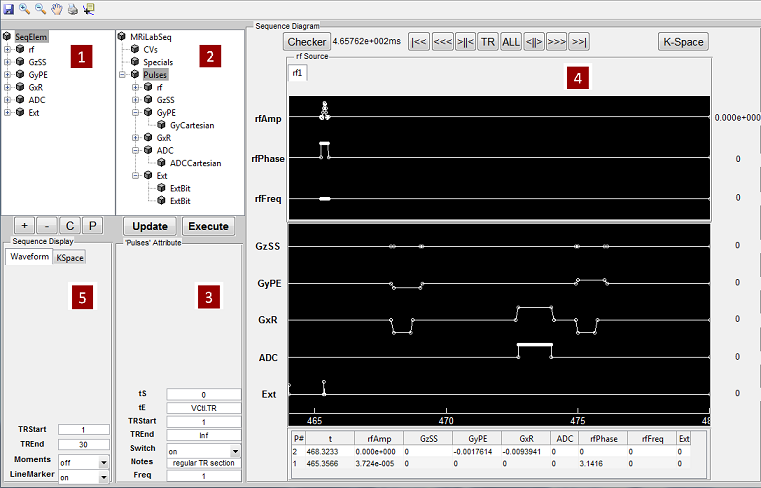 SeqElem
rf
GzSS
GyPE
GxR
ADC
Ext
1
MRiLabSeq
CVs
Specials
Pulses
rf
GzSS
GyPE
GyCartesian
GxR
ADC
ADCCartesian
Ext
ExtBit
ExtBit
2
+ - C P
Update Execute
Sequence Display
Waveform KSpace
5
TRStart 1
TREnd 30
Moments off
LineMarker on
'Pulses' Attribute
3
tS 0
tE VCtl.TR
TRStart 1
TREnd Inf
Switch on
Notes regular TR section
Freq 1
Sequence Diagram
Checker 4.65762e+002ms |<< <<< >||< TR ALL <||> >>> >>| K-Space
rf Source
rf1
4
rfAmp 0.000e+000
rfPhase 0
rfFreq 0
GzSS 0
GyPE 0
GxR 0
ADC 0
Ext 0
465 470 475 48
P# t rfAmp GzSS GyPE GxR ADC rfPhase rfFreq Ext
2 468.3233 0.000e+000 0 -0.0017614 -0.0093941 0 0 0 0
1 465.3566 3.724e-005 0 0 0 0 3.1416 0 0